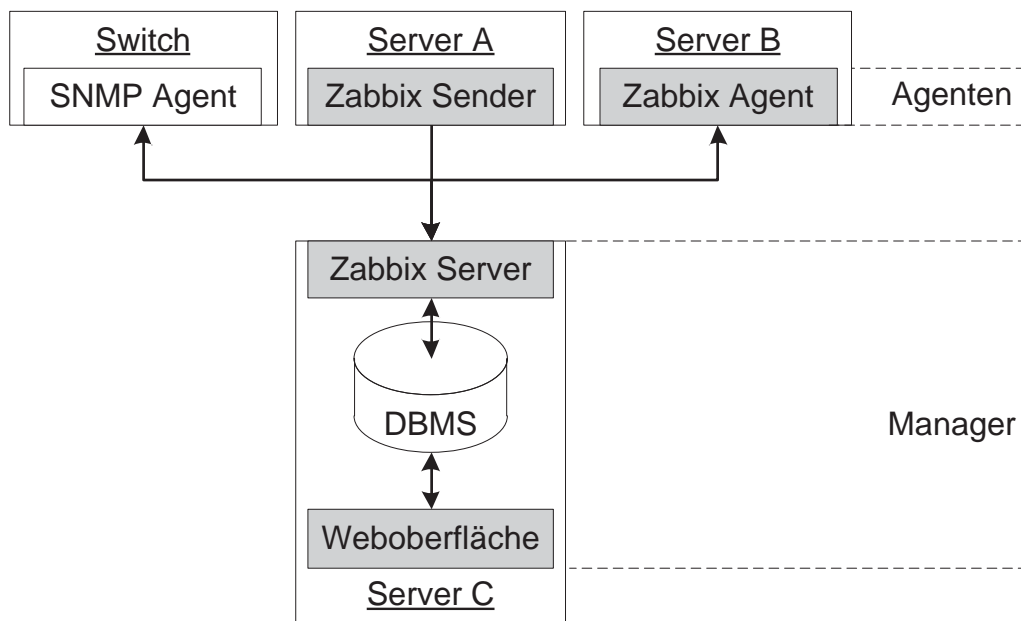 Switch
Server A
Server B
SNMP Agent
Zabbix Sender
Zabbix Agent
Agenten
Zabbix Server
DBMS
Manager
Weboberfläche
Server C